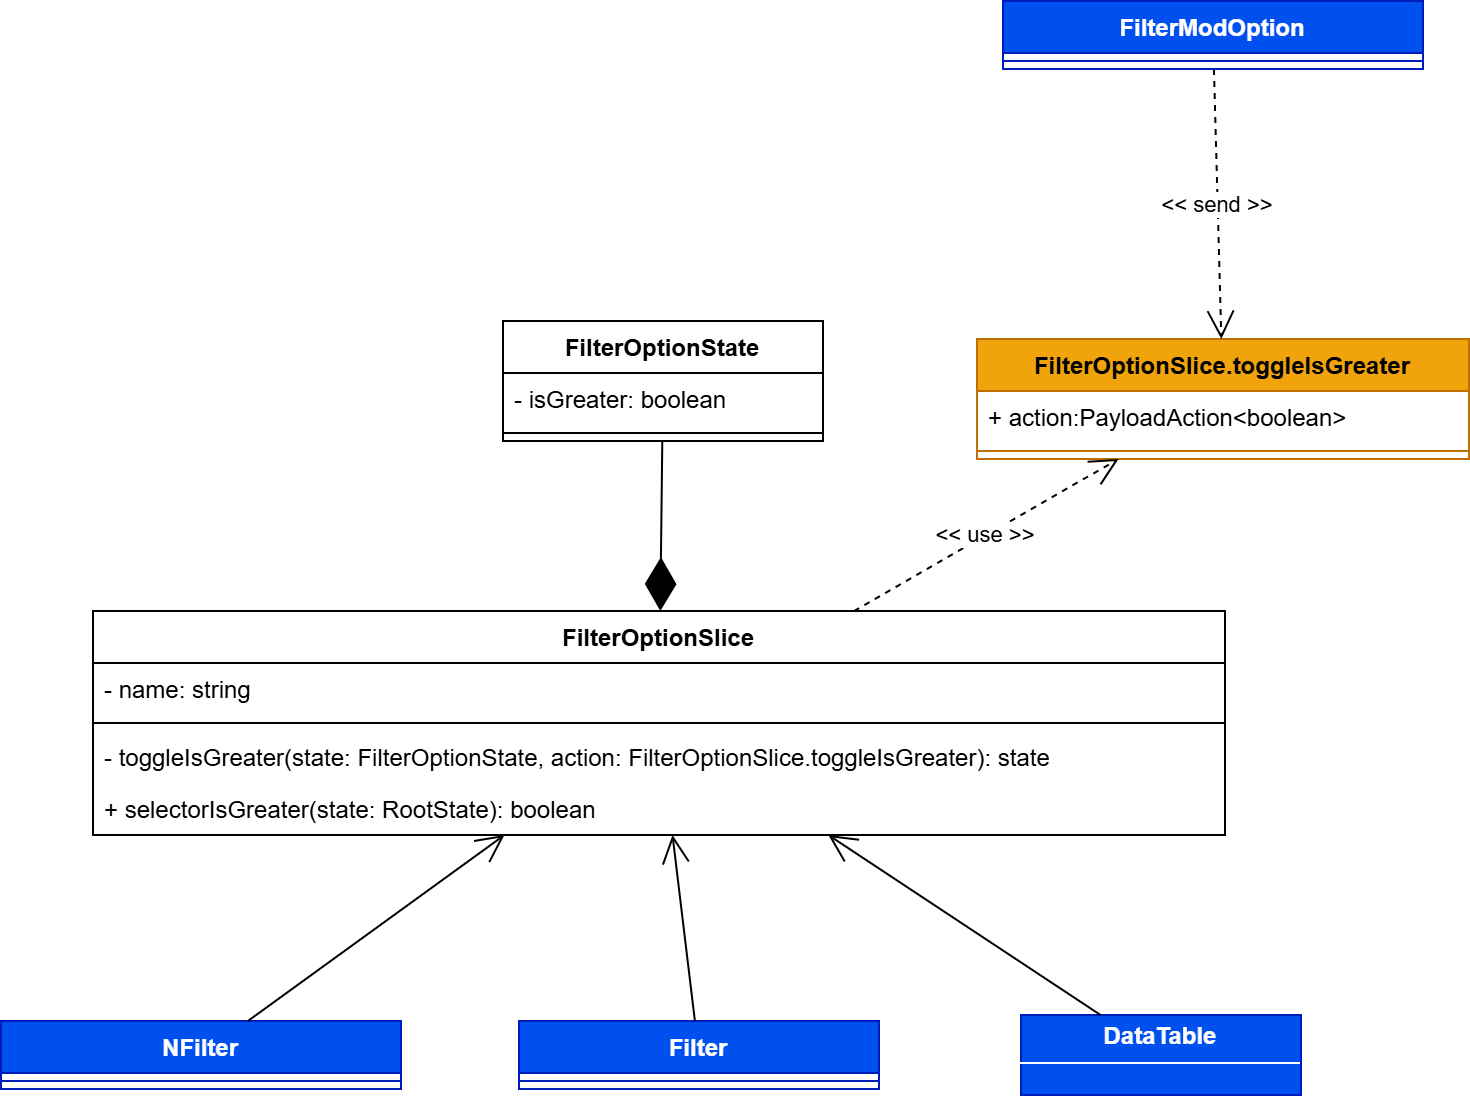 FilterModOption
<< send >>
FilterOptionState
- isGreater: boolean
FilterOptionSlice.toggleIsGreater
+ action:PayloadAction<boolean>
<< use >>
FilterOptionSlice
- name: string
- toggleIsGreater(state: FilterOptionState, action: FilterOptionSlice.toggleIsGreater): state
+ selectorIsGreater(state: RootState): boolean
NFilter
Filter
DataTable